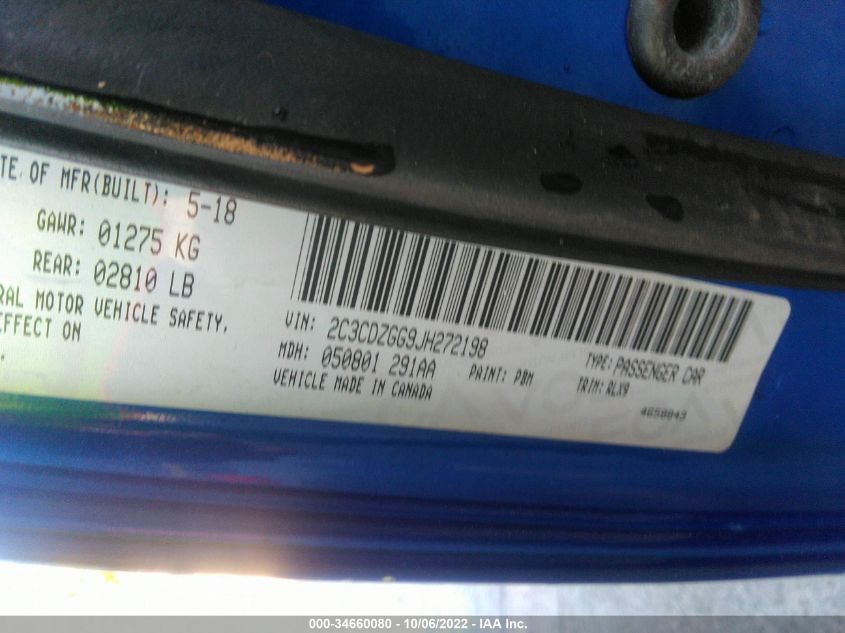 TE OF MFR(BUILT): 5-18
GAWR: 01275 KG
REAR: 02810 LB
RAL MOTOR VEHICLE SAFETY,
EFFECT ON
VIN: 2C3CDZGG9JH272198
TYPE: PASSENGER CAR
MDH: 050801 291AA
PAINT: PBM
TRIM: RLX9
VEHICLE MADE IN CANADA
4658843
000-34660080 - 10/06/2022 - IAA Inc.